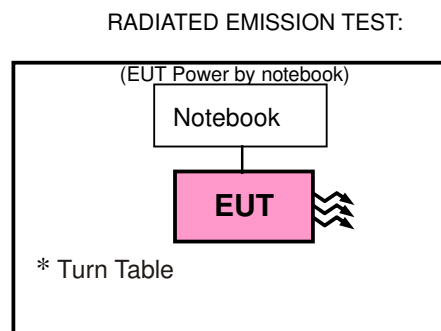 RADIATED EMISSION TEST:
(EUT Power by notebook)
Notebook
EUT
* Turn Table